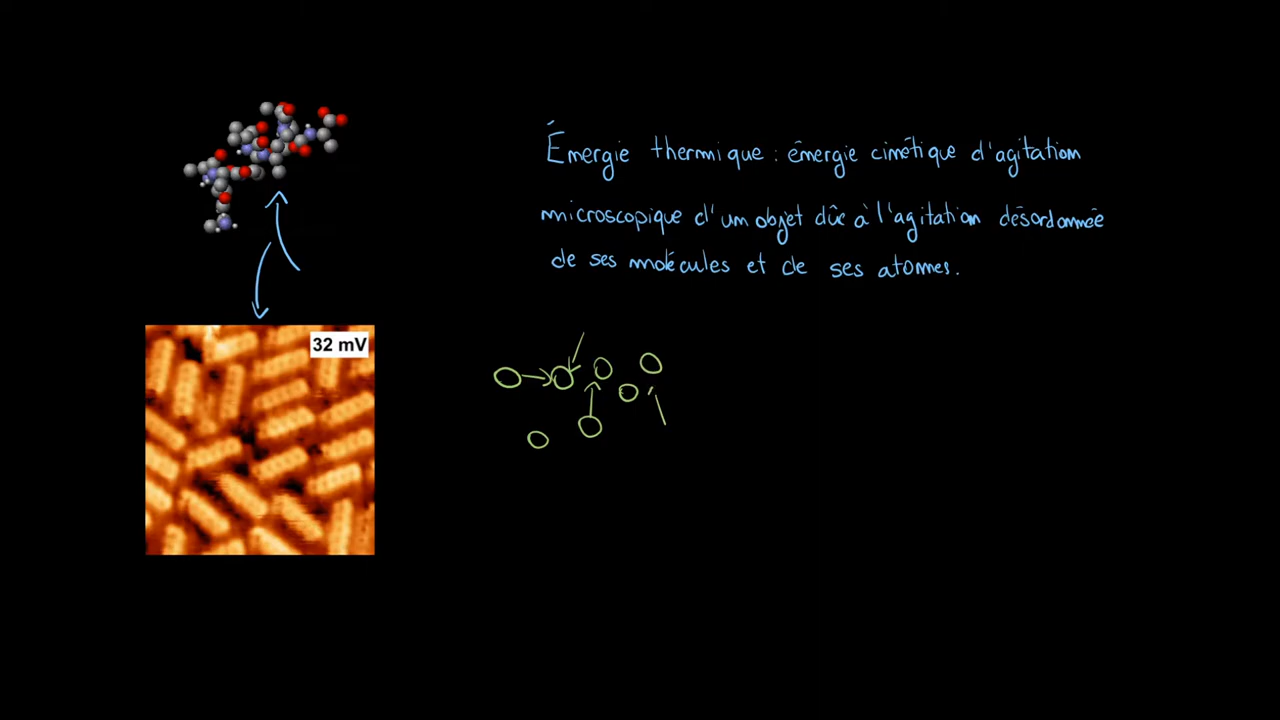 Énergie thermique : énergie cinétique d'agitation
microscopique d'un objet dûe à l'agitation désordonnée
de ses molécules et de ses atomes.
32 mV